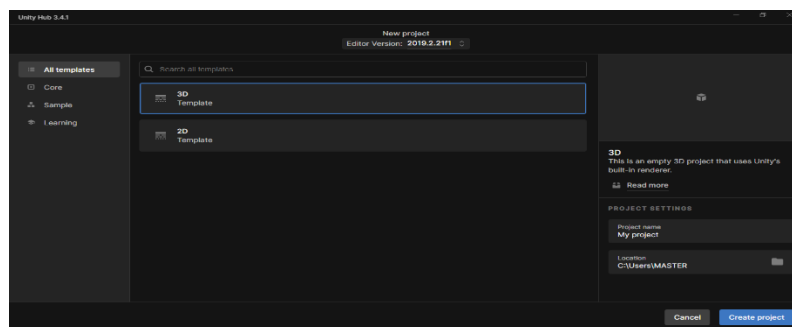 Unity Hub 3.4.1
New project
Editor Version: 2019.2.21f1
All templates
Core
Sample
Learning
Search all templates
3D
Template
2D
Template
3D
This is an empty 3D project that uses Unity's
built-in renderer.
Read more
PROJECT SETTINGS
Project name
My project
Location
C:\Users\MASTER
Cancel
Create project